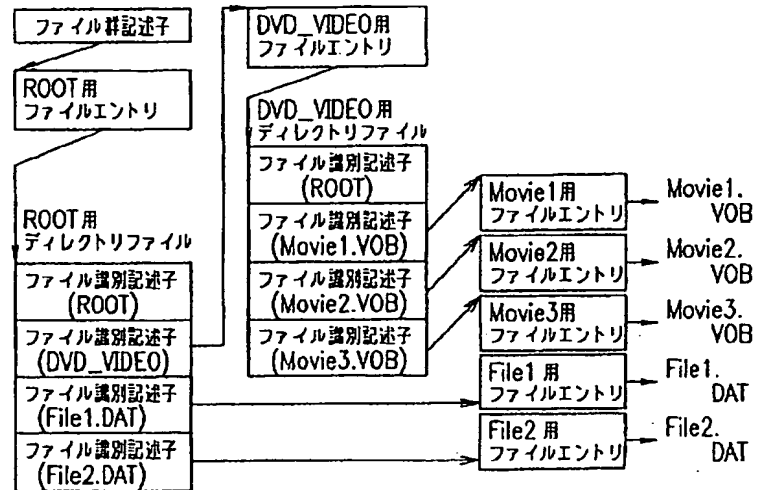 ファイル群記述子
ROOT用
ファイルエントリ
ROOT用
ディレクトリファイル
ファイル識別記述子
(ROOT)
ファイル識別記述子
(DVD_VIDEO)
ファイル識別記述子
(File1.DAT)
ファイル識別記述子
(File2.DAT)
DVD_VIDEO用
ファイルエントリ
DVD_VIDEO用
ディレクトリファイル
ファイル識別記述子
(ROOT)
ファイル識別記述子
(Movie1.VOB)
ファイル識別記述子
(Movie2.VOB)
ファイル識別記述子
(Movie3.VOB)
Movie1用
ファイルエントリ
Movie1.
VOB
Movie2用
ファイルエントリ
Movie2.
VOB
Movie3用
ファイルエントリ
Movie3.
VOB
File1用
ファイルエントリ
File1.
DAT
File2用
ファイルエントリ
File2.
DAT